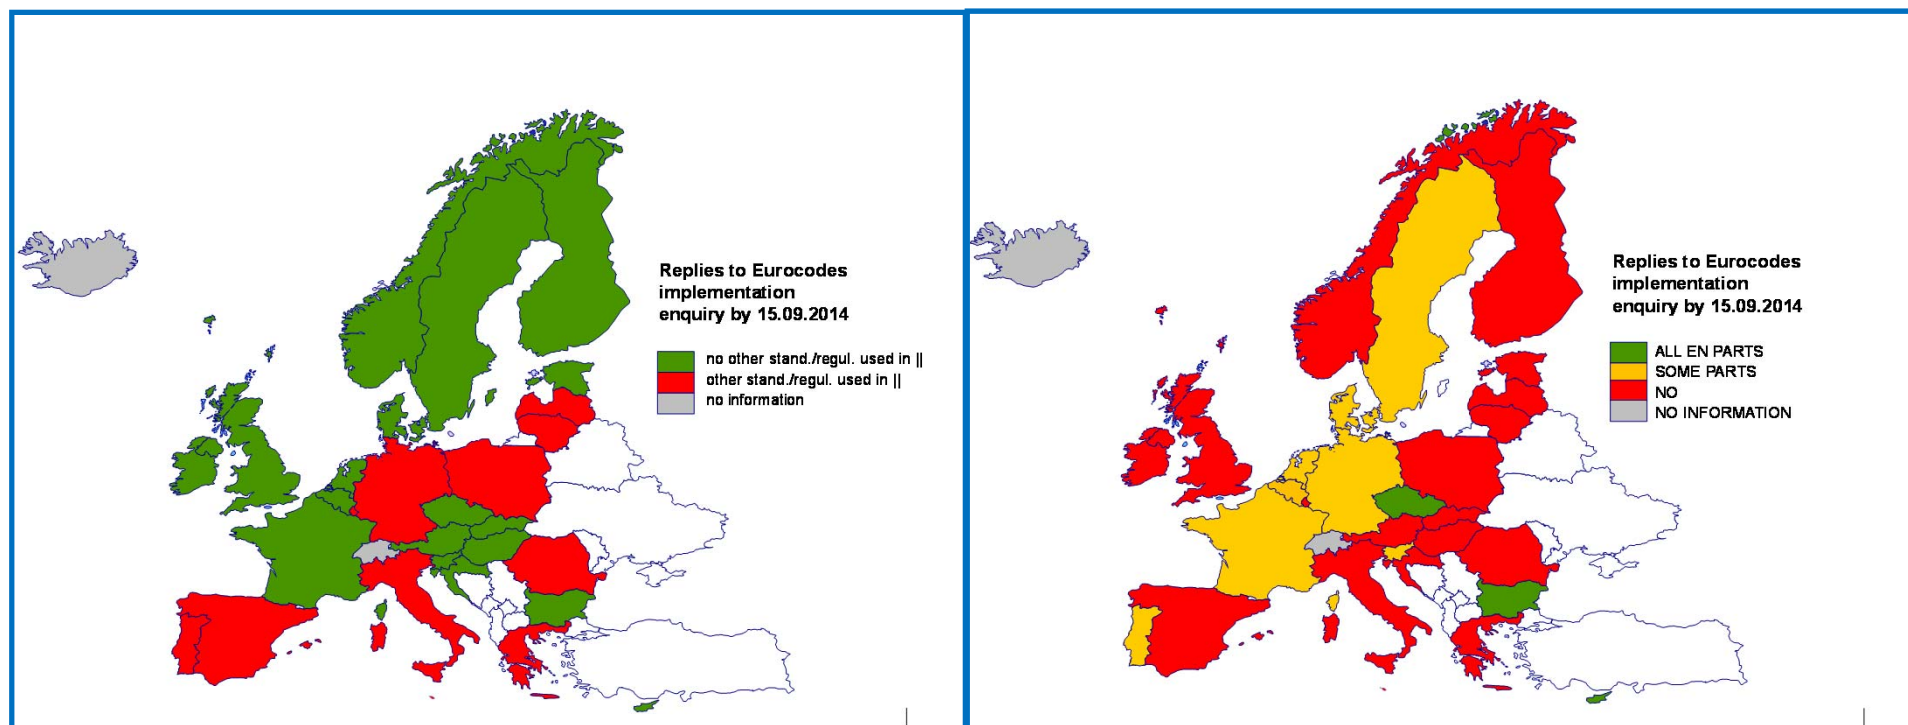 Replies to Eurocodes
implementation
enquiry by 15.09.2014
no other stand./regul. used in ||
other stand./regul. used in ||
no information
Replies to Eurocodes
implementation
enquiry by 15.09.2014
ALL EN PARTS
SOME PARTS
NO
NO INFORMATION